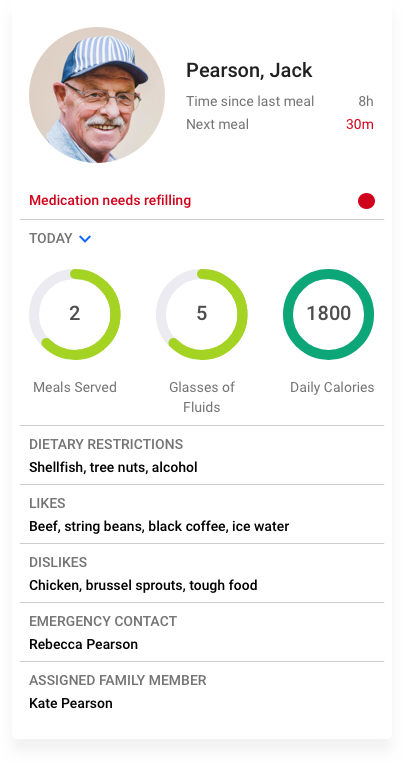 Pearson, Jack
Time since last meal 8h
Next meal 30m
Medication needs refilling
TODAY
2 5 1800
Meals Served Glasses of Daily Calories
Fluids
DIETARY RESTRICTIONS
Shellfish, tree nuts, alcohol
LIKES
Beef, string beans, black coffee, ice water
DISLIKES
Chicken, brussel sprouts, tough food
EMERGENCY CONTACT
Rebecca Pearson
ASSIGNED FAMILY MEMBER
Kate Pearson